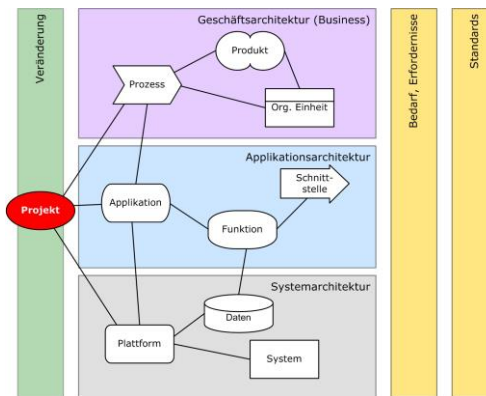 Veränderung
Geschäftsarchitektur (Business)
Produkt
Prozess
Org. Einheit
Applikationsarchitektur
Schnitt-
stelle
Projekt
Applikation
Funktion
Systemarchitektur
Daten
Plattform
System
Bedarf, Erfordernisse
Standards